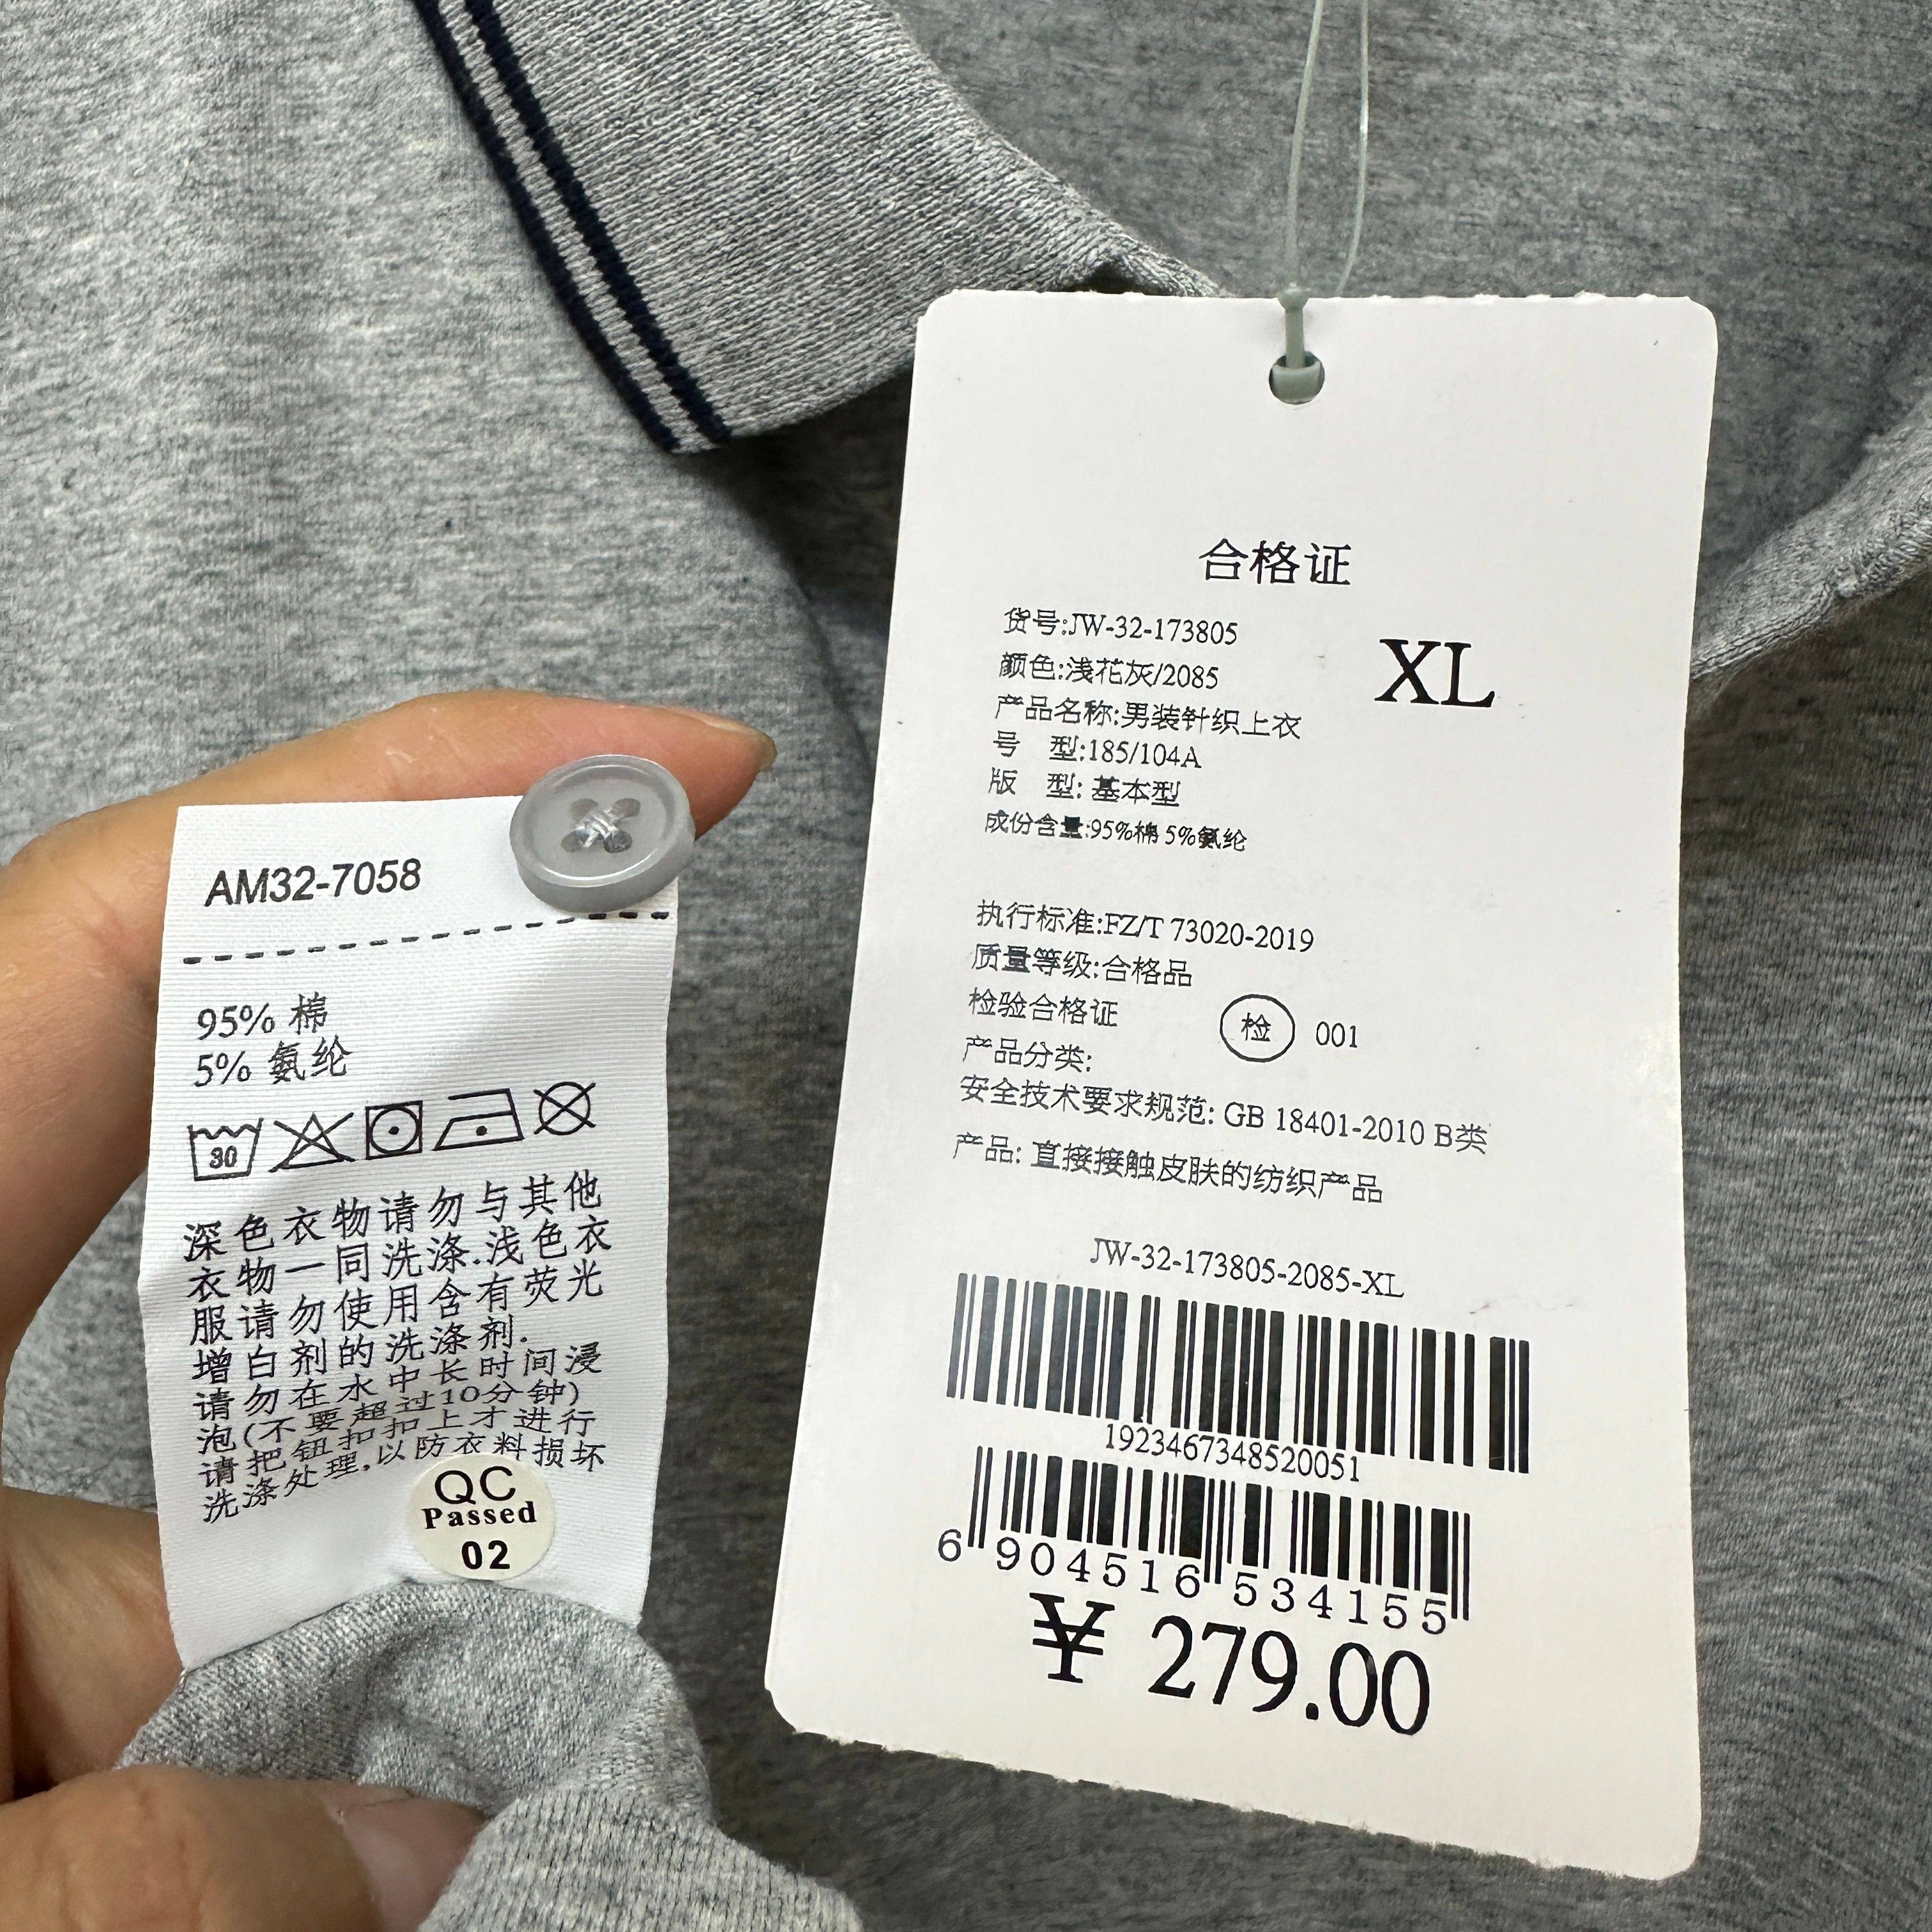 AM32-7058
95% 棉
5% 氨纶
30
深色衣物请勿与其他
衣物一同洗涤.浅色衣
服请勿使用含有荧光
增白剂的洗涤剂.
请勿在水中长时间浸
泡(不要超过10分钟)
请把钮扣扣上才进行
洗涤处理,以防衣料损坏
QC
Passed
02
合格证
货号:JW-32-173805
XL
颜色:浅花灰/2085
产品名称:男装针织上衣
号 型:185/104A
版 型: 基本型
成份含量:95%棉 5%氨纶
执行标准:FZ/T 73020-2019
质量等级:合格品
检验合格证 检 001
产品分类:
安全技术要求规范: GB 18401-2010 B类
产品: 直接接触皮肤的纺织产品
JW-32-173805-2085-XL
1923467348520051
6 904516 534155
¥ 279.00